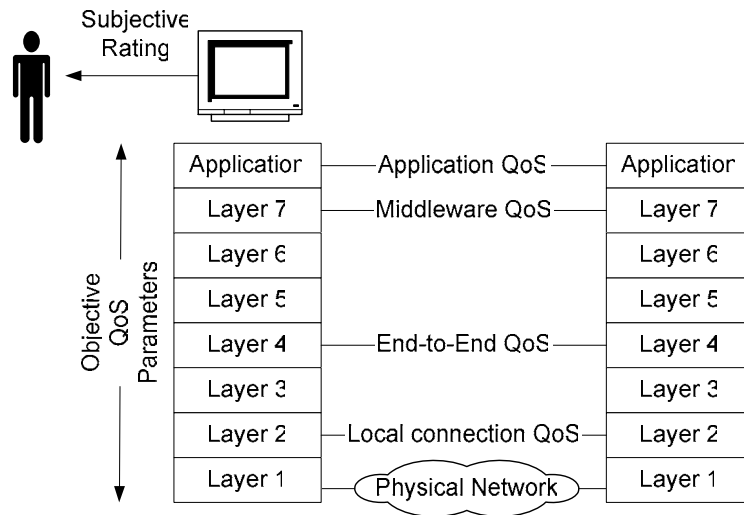 Subjective
Rating
Application
Application QoS
Application
Layer 7
Middleware QoS
Layer 7
Layer 6
Layer 6
Layer 5
Layer 5
Layer 4
End-to-End QoS
Layer 4
Layer 3
Layer 3
Layer 2
Local connection QoS
Layer 2
Layer 1
Physical Network
Layer 1
Objective
QoS
Parameters